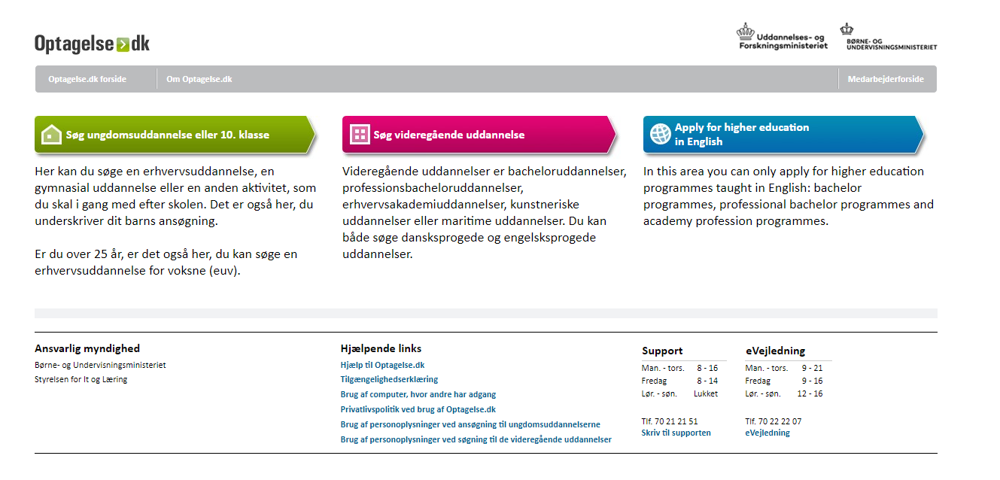 Optagelse dk
Uddannelses- og
Forskningsministeriet
BØRNE- OG
UNDERVISNINGSMINISTERIET
Optagelse.dk forside
Om Optagelse.dk
Medarbejderforside
Søg ungdomsuddannelse eller 10. klasse
Her kan du søge en erhvervsuddannelse, en
gymnasial uddannelse eller en anden aktivitet, som
du skal i gang med efter skolen. Det er også her, du
underskriver dit barns ansøgning.
Er du over 25 år, er det også her, du kan søge en
erhvervsuddannelse for voksne (euv).
Søg videregående uddannelse
Videregående uddannelser er bacheloruddannelser,
professionsbacheloruddannelser,
erhvervsakademiuddannelser, kunstneriske
uddannelser eller maritime uddannelser. Du kan
både søge dansksprogede og engelsksprogede
uddannelser.
Apply for higher education
in English
In this area you can only apply for higher education
programmes taught in English: bachelor
programmes, professional bachelor programmes and
academy profession programmes.
Ansvarlig myndighed
Børne- og Undervisningsministeriet
Styrelsen for It og Læring
Hjælpende links
Hjælp til Optagelse.dk
Tilgængelighedserklæring
Brug af computer, hvor andre har adgang
Privatlivspolitik ved brug af Optagelse.dk
Brug af personoplysninger ved ansøgning til ungdomsuddannelserne
Brug af personoplysninger ved søgning til de videregående uddannelser
Support
Man. - tors. 8 - 16
Fredag 8 - 14
Lør. - søn. Lukket
Tlf. 70 21 21 51
Skriv til supporten
eVejledning
Man. - tors. 9 - 21
Fredag 9 - 16
Lør. - søn. 12 - 16
Tlf. 70 22 22 07
eVejledning